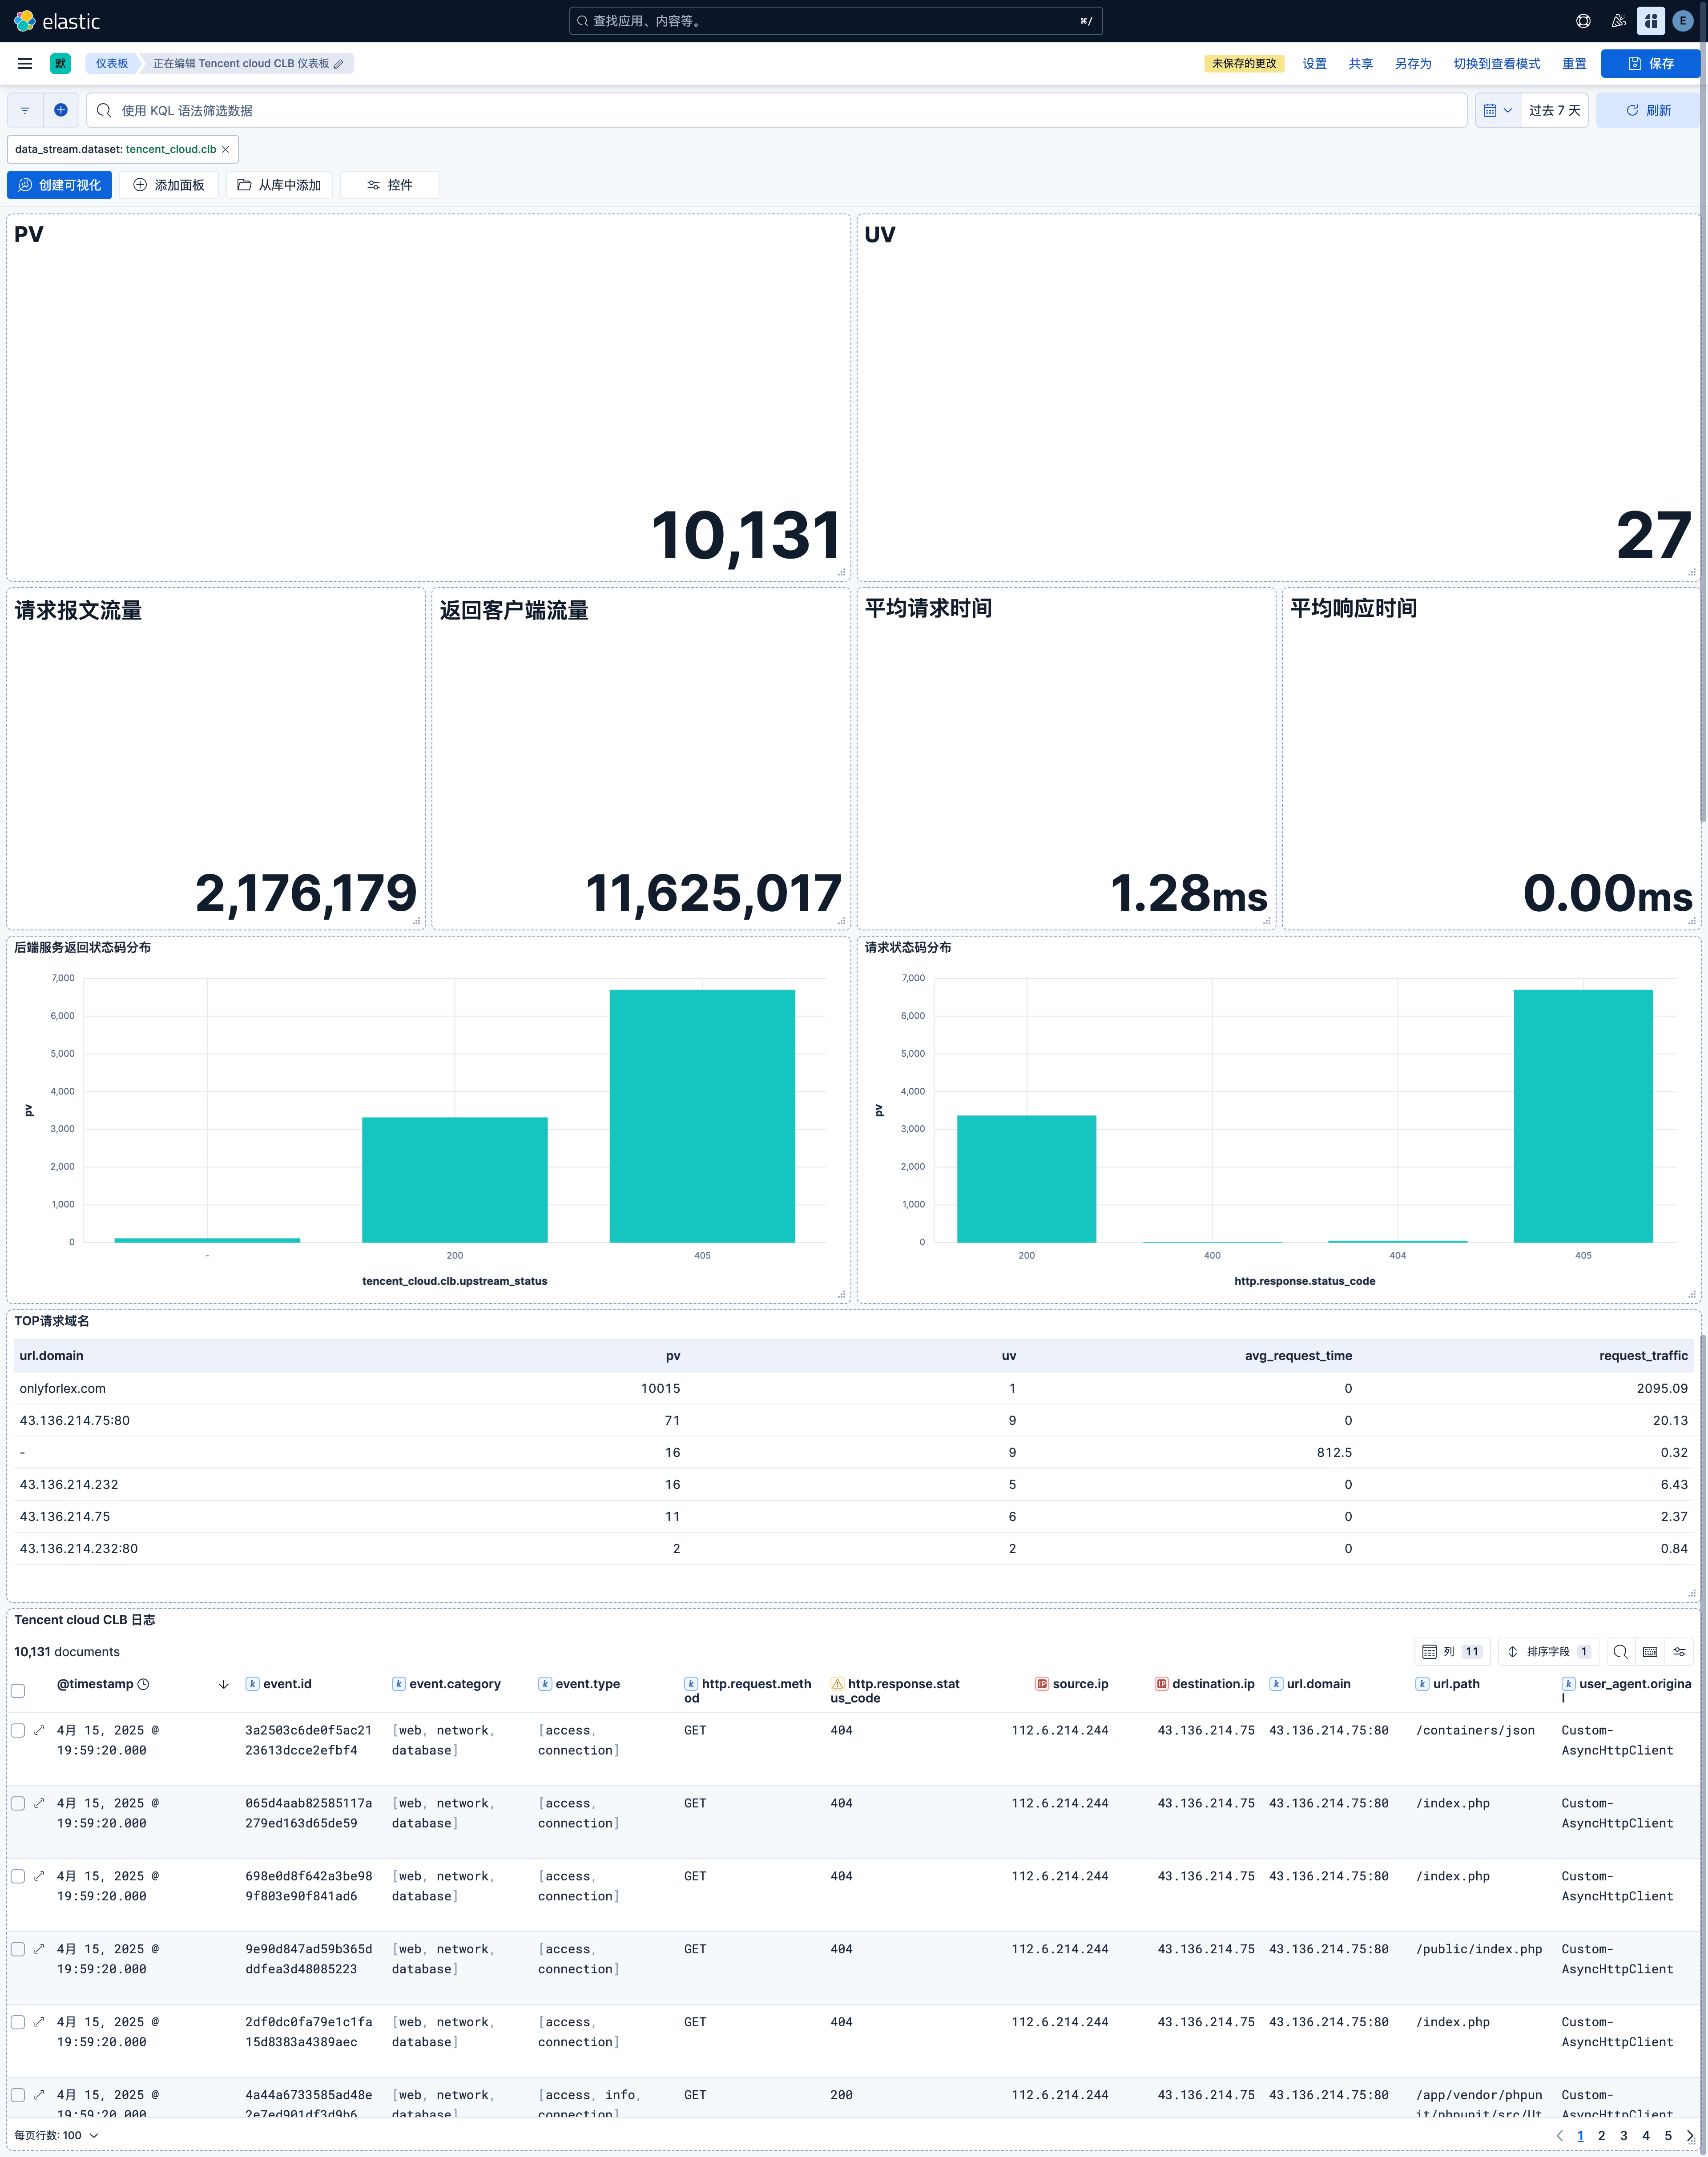 elastic
查找应用、内容等。
⌘/
E
默
仪表板
正在编辑 Tencent cloud CLB 仪表板
未保存的更改
设置
共享
另存为
切换到查看模式
重置
保存
使用 KQL 语法筛选数据
过去 7 天
刷新
data_stream.dataset: tencent_cloud.clb
创建可视化
添加面板
从库中添加
控件
PV
10,131
UV
27
请求报文流量
2,176,179
返回客户端流量
11,625,017
平均请求时间
1.28ms
平均响应时间
0.00ms
后端服务返回状态码分布
7,000
6,000
5,000
4,000
3,000
2,000
1,000
0
pv
- 200 405
tencent_cloud.clb.upstream_status
请求状态码分布
7,000
6,000
5,000
4,000
3,000
2,000
1,000
0
pv
200 400 404 405
http.response.status_code
TOP请求域名
url.domain pv uv avg_request_time request_traffic
onlyforlex.com 10015 1 0 2095.09
43.136.214.75:80 71 9 0 20.13
- 16 9 812.5 0.32
43.136.214.232 16 5 0 6.43
43.136.214.75 11 6 0 2.37
43.136.214.232:80 2 2 0 0.84
Tencent cloud CLB 日志
10,131 documents
列 11
排序字段 1
@timestamp k event.id k event.category k event.type k http.request.meth http.response.stat IP source.ip IP destination.ip k url.domain k url.path k user_agent.origina
od us_code l
4月 15, 2025 @ 3a2503c6de0f5ac21 [web, network, [access, GET 404 112.6.214.244 43.136.214.75 43.136.214.75:80 /containers/json Custom-
19:59:20.000 23613dcce2efbf4 database] connection] AsyncHttpClient
4月 15, 2025 @ 065d4aab82585117a [web, network, [access, GET 404 112.6.214.244 43.136.214.75 43.136.214.75:80 /index.php Custom-
19:59:20.000 279ed163d65de59 database] connection] AsyncHttpClient
4月 15, 2025 @ 698e0d8f642a3be98 [web, network, [access, GET 404 112.6.214.244 43.136.214.75 43.136.214.75:80 /index.php Custom-
19:59:20.000 9f803e90f841ad6 database] connection] AsyncHttpClient
4月 15, 2025 @ 9e90d847ad59b365d [web, network, [access, GET 404 112.6.214.244 43.136.214.75 43.136.214.75:80 /public/index.php Custom-
19:59:20.000 ddfea3d48085223 database] connection] AsyncHttpClient
4月 15, 2025 @ 2df0dc0fa79e1c1fa [web, network, [access, GET 404 112.6.214.244 43.136.214.75 43.136.214.75:80 /index.php Custom-
19:59:20.000 15d8383a4389aec database] connection] AsyncHttpClient
4月 15, 2025 @ 4a44a6733585ad48e [web, network, [access, info, GET 200 112.6.214.244 43.136.214.75 43.136.214.75:80 /app/vendor/phpun Custom-
19:59:20.000 2e7ed901df3d9b6 database] connection] it/phpunit/src/Ut AsyncHttpClient
每页行数: 100
1 2 3 4 5